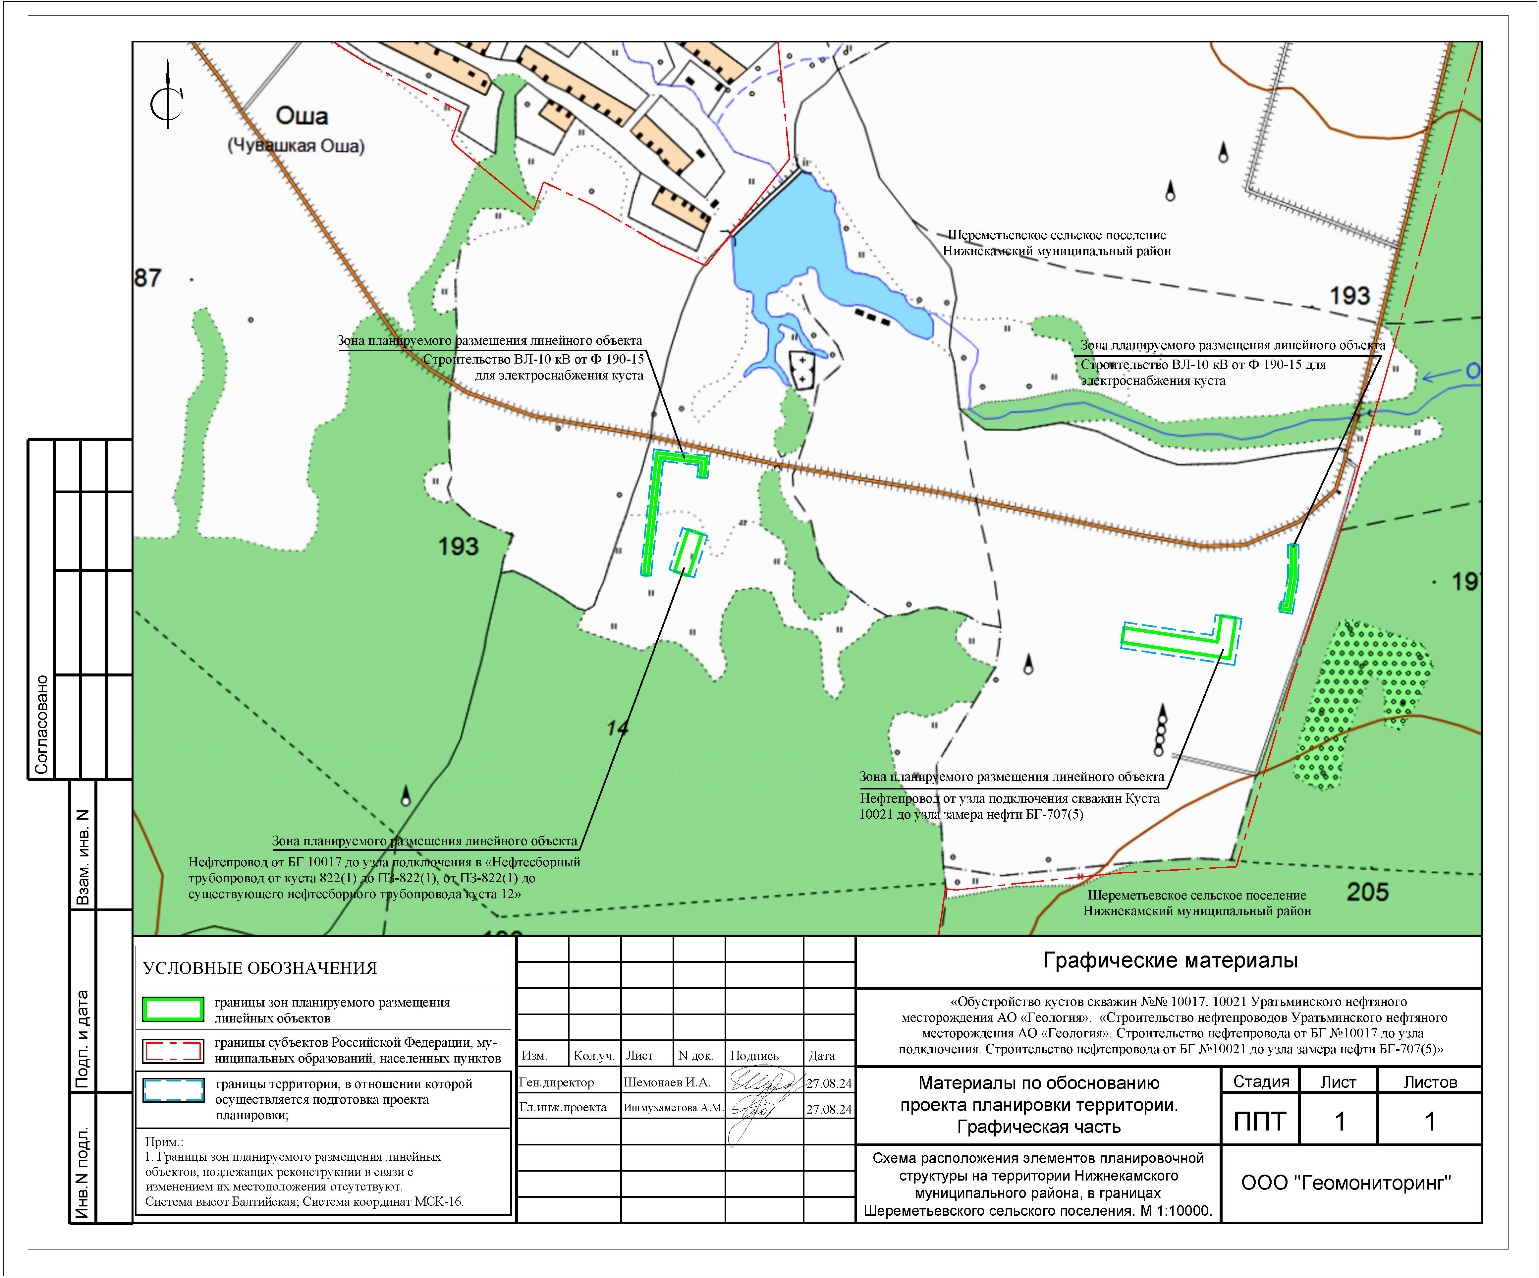 Оша
(Чувашкая Оша)
Шереметьевское сельское поселение
Нижнекамский муниципальный район
87
193
Зона планируемого размещения линейного объекта
Строительство ВЛ-10 кВ от Ф 190-15
для электроснабжения куста
Зона планируемого размещения линейного объекта
Строительство ВЛ-10 кВ от Ф 190-15 для
электроснабжения куста
О
193
197
14
Зона планируемого размещения линейного объекта
Нефтепровод от узла подключения скважин Куста
10021 до узла замера нефти БГ-707(5)
Зона планируемого размещения линейного объекта
Нефтепровод от БГ 10017 до узла подключения в «Нефтесборный
трубопровод от куста 822(1) до ПЗ-822(1), от ПЗ-822(1) до
существующего нефтесборного трубопровода куста 12»
Шереметьевское сельское поселение
Нижнекамский муниципальный район
205
Согласовано
Взам. инв. N
Подп. и дата
Инв.N подл.
УСЛОВНЫЕ ОБОЗНАЧЕНИЯ
границы зон планируемого размещения
линейных объектов
границы субъектов Российской Федерации, му-
ниципальных образований, населенных пунктов
границы территории, в отношении которой
осуществляется подготовка проекта
планировки;
Прим.:
1. Границы зон планируемого размещения линейных
объектов, подлежащих реконструкции в связи с
изменением их местоположения отсутствуют.
Система высот Балтийская; Система координат МСК-16.
Изм. Кол.уч. Лист N док. Подпись Дата
Ген.директор Шемонаев И.А. 27.08.24
Гл.инж.проекта Ишмухаметова А.М. 27.08.24
Графические материалы
«Обустройство кустов скважин №№ 10017. 10021 Уратьминского нефтяного
месторождения АО «Геология». «Строительство нефтепроводов Уратьминского нефтяного
месторождения АО «Геология». Строительство нефтепровода от БГ №10017 до узла
подключения. Строительство нефтепровода от БГ №10021 до узла замера нефти БГ-707(5)»
Материалы по обоснованию
проекта планировки территории.
Графическая часть
Стадия Лист Листов
ППТ 1 1
Схема расположения элементов планировочной
структуры на территории Нижнекамского
муниципального района, в границах
Шереметьевского сельского поселения. М 1:10000.
ООО "Геомониторинг"